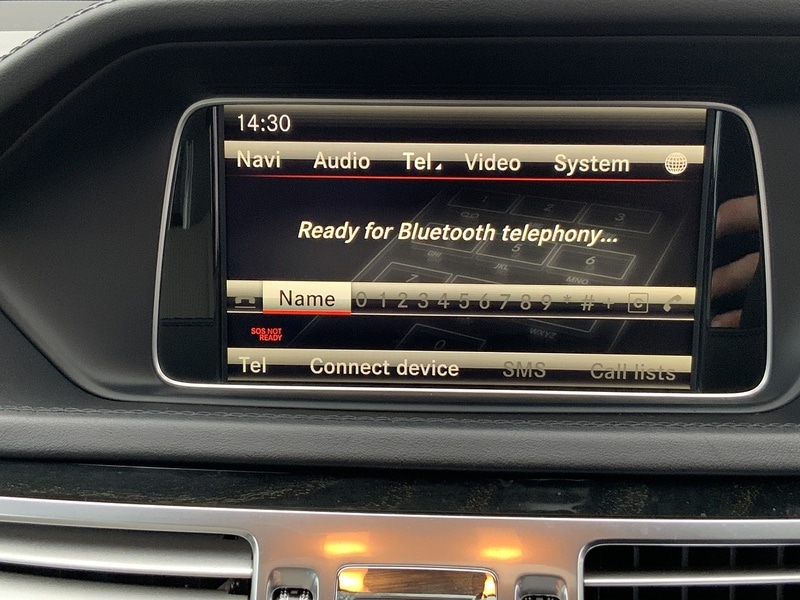 14:30
Navi Audio Tel Video System
Ready for Bluetooth telephony...
Name 0 1 2 3 4 5 6 7 8 9 * # + C
SOS NOT
READY
Tel Connect device SMS Call lists